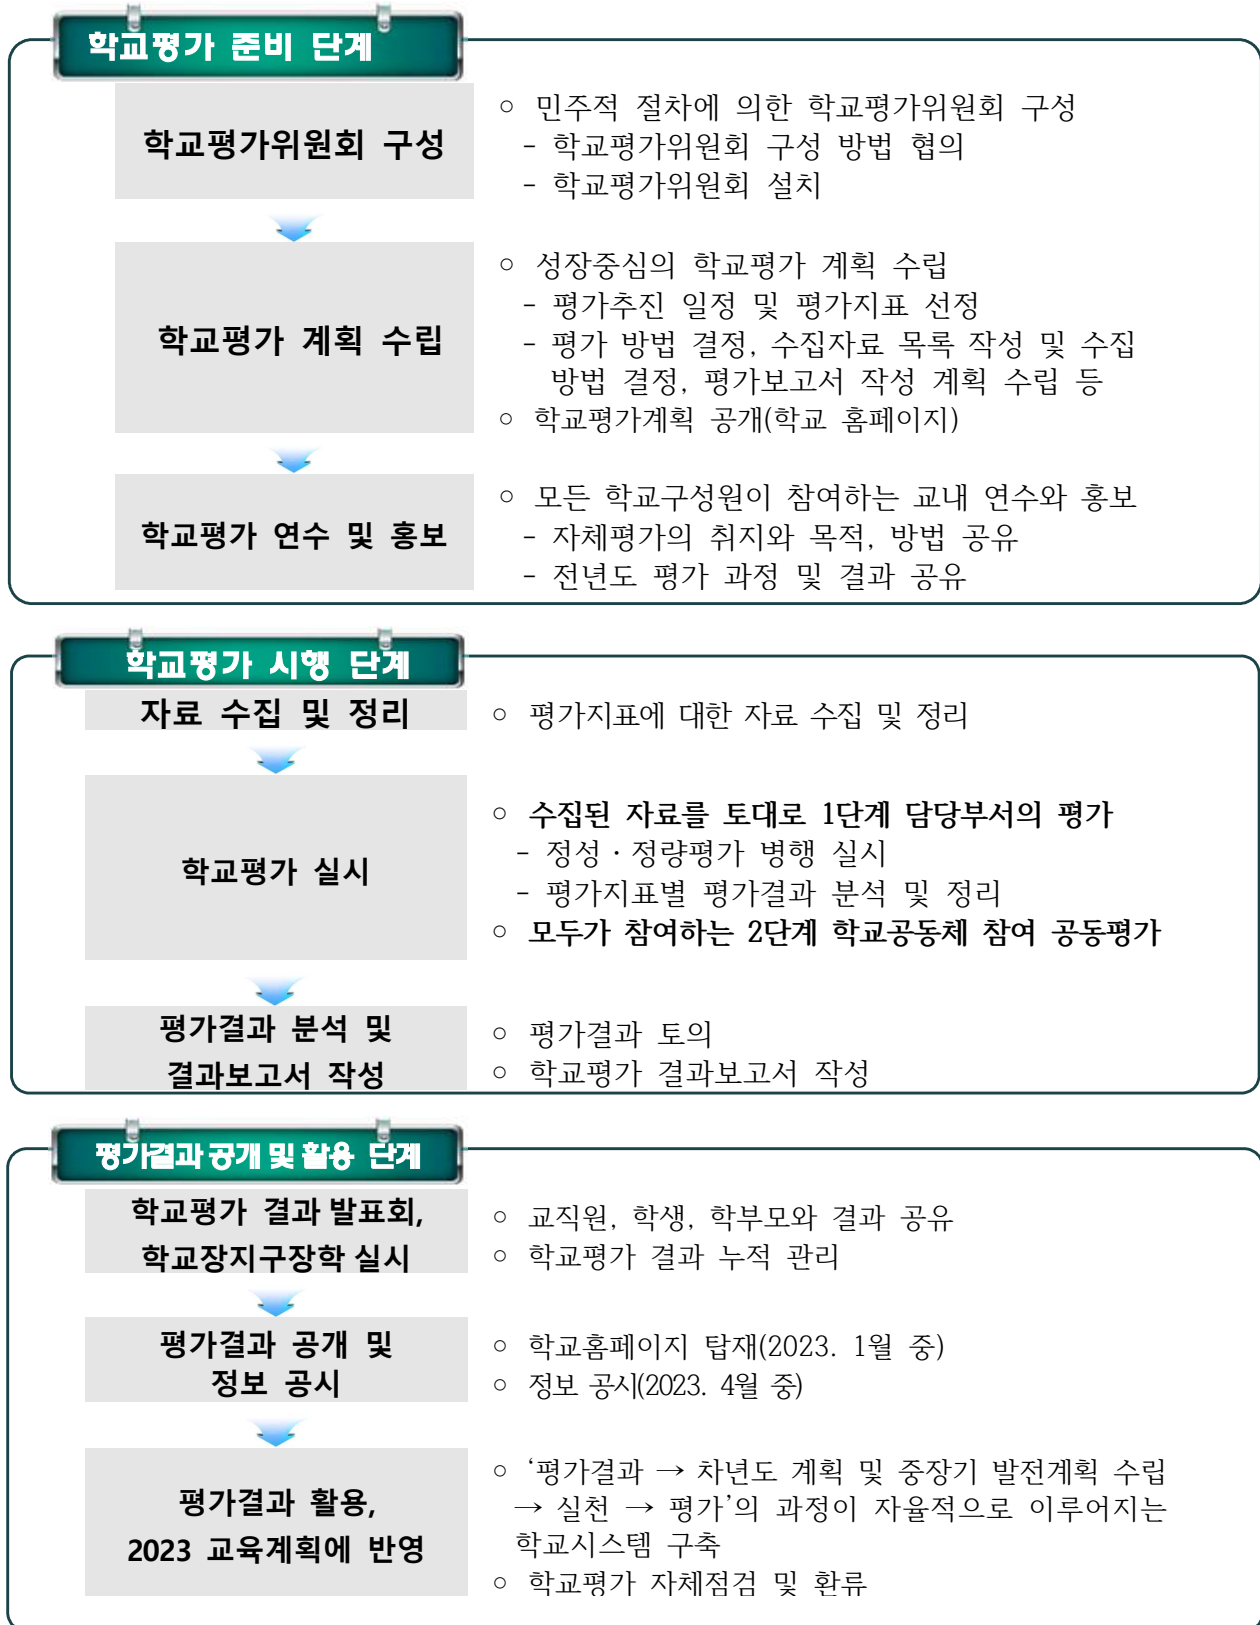 학교평가 준비 단계
학교평가위원회 구성
○ 민주적 절차에 의한 학교평가위원회 구성
- 학교평가위원회 구성 방법 협의
- 학교평가위원회 설치
학교평가 계획 수립
○ 성장중심의 학교평가 계획 수립
- 평가추진 일정 및 평가지표 선정
- 평가 방법 결정, 수집자료 목록 작성 및 수집
방법 결정, 평가보고서 작성 계획 수립 등
○ 학교평가계획 공개(학교 홈페이지)
학교평가 연수 및 홍보
○ 모든 학교구성원이 참여하는 교내 연수와 홍보
- 자체평가의 취지와 목적, 방법 공유
- 전년도 평가 과정 및 결과 공유
학교평가 시행 단계
자료 수집 및 정리
○ 평가지표에 대한 자료 수집 및 정리
학교평가 실시
○ 수집된 자료를 토대로 1단계 담당부서의 평가
- 정성·정량평가 병행 실시
- 평가지표별 평가결과 분석 및 정리
○ 모두가 참여하는 2단계 학교공동체 참여 공동평가
평가결과 분석 및
결과보고서 작성
○ 평가결과 토의
○ 학교평가 결과보고서 작성
평가결과 공개 및 활용 단계
학교평가 결과 발표회,
학교장지구장학 실시
○ 교직원, 학생, 학부모와 결과 공유
○ 학교평가 결과 누적 관리
평가결과 공개 및
정보 공시
○ 학교홈페이지 탑재(2023. 1월 중)
○ 정보 공시(2023. 4월 중)
평가결과 활용,
2023 교육계획에 반영
○ ‘평가결과 → 차년도 계획 및 중장기 발전계획 수립
→ 실천 → 평가’의 과정이 자율적으로 이루어지는
학교시스템 구축
○ 학교평가 자체점검 및 환류